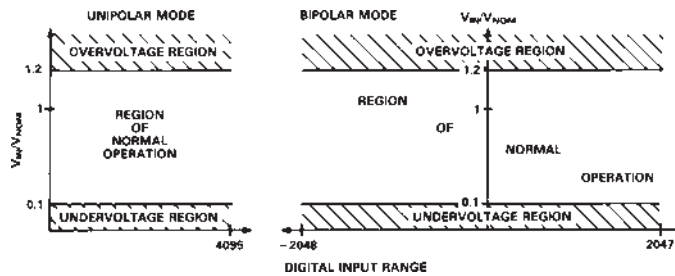 UNIPOLAR MODE
OVERVOLTAGE REGION
1.2
1
REGION
OF
NORMAL
OPERATION
VIN/VNOM
0.1
UNDERVOLTAGE REGION
4095
BIPOLAR MODE
VIN/VNOM
OVERVOLTAGE REGION
1.2
REGION
1
OF
NORMAL
OPERATION
0.1
UNDERVOLTAGE REGION
-2048
2047
DIGITAL INPUT RANGE